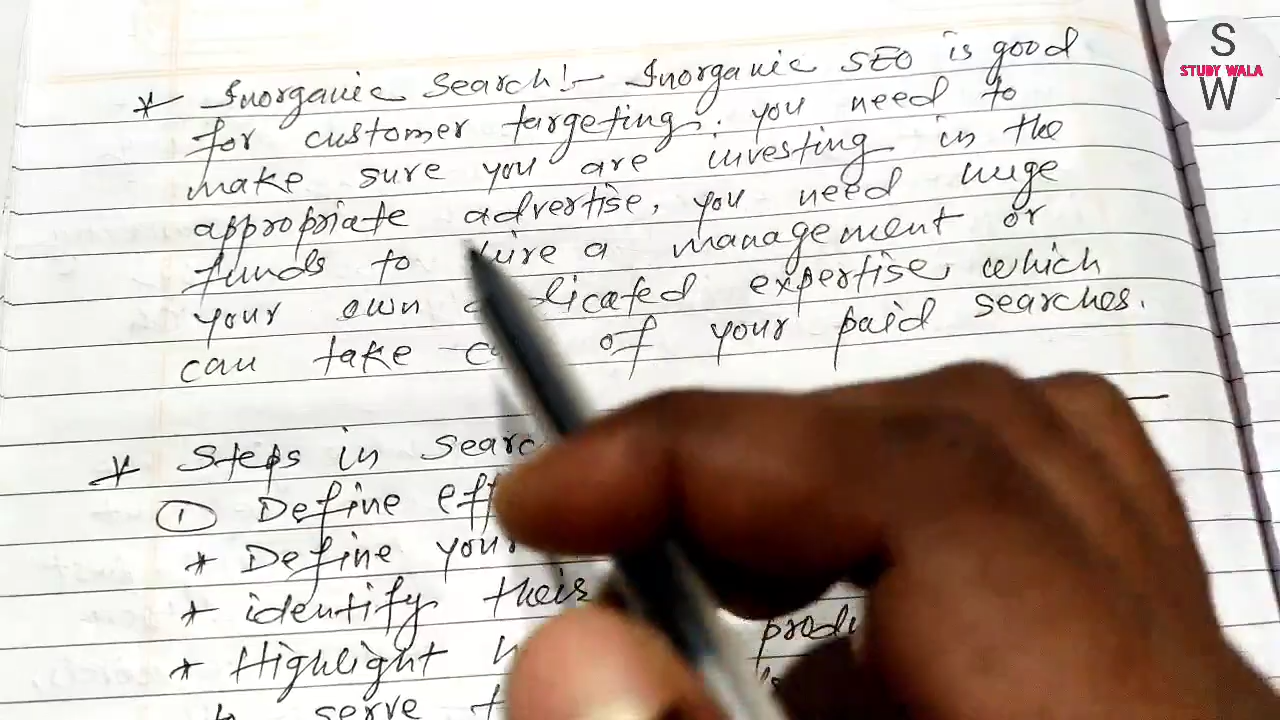 S
STUDY WALA
W
* Inorganic Search:- Inorganic SEO is good
for customer targeting. you need to
make sure you are investing in the
appropriate advertise, you need huge
funds to hire a management or
your own dedicated expertise, which
can take of your paid searches.
* Steps in
① Define
* Define your
* identify their
* Highlight
serve